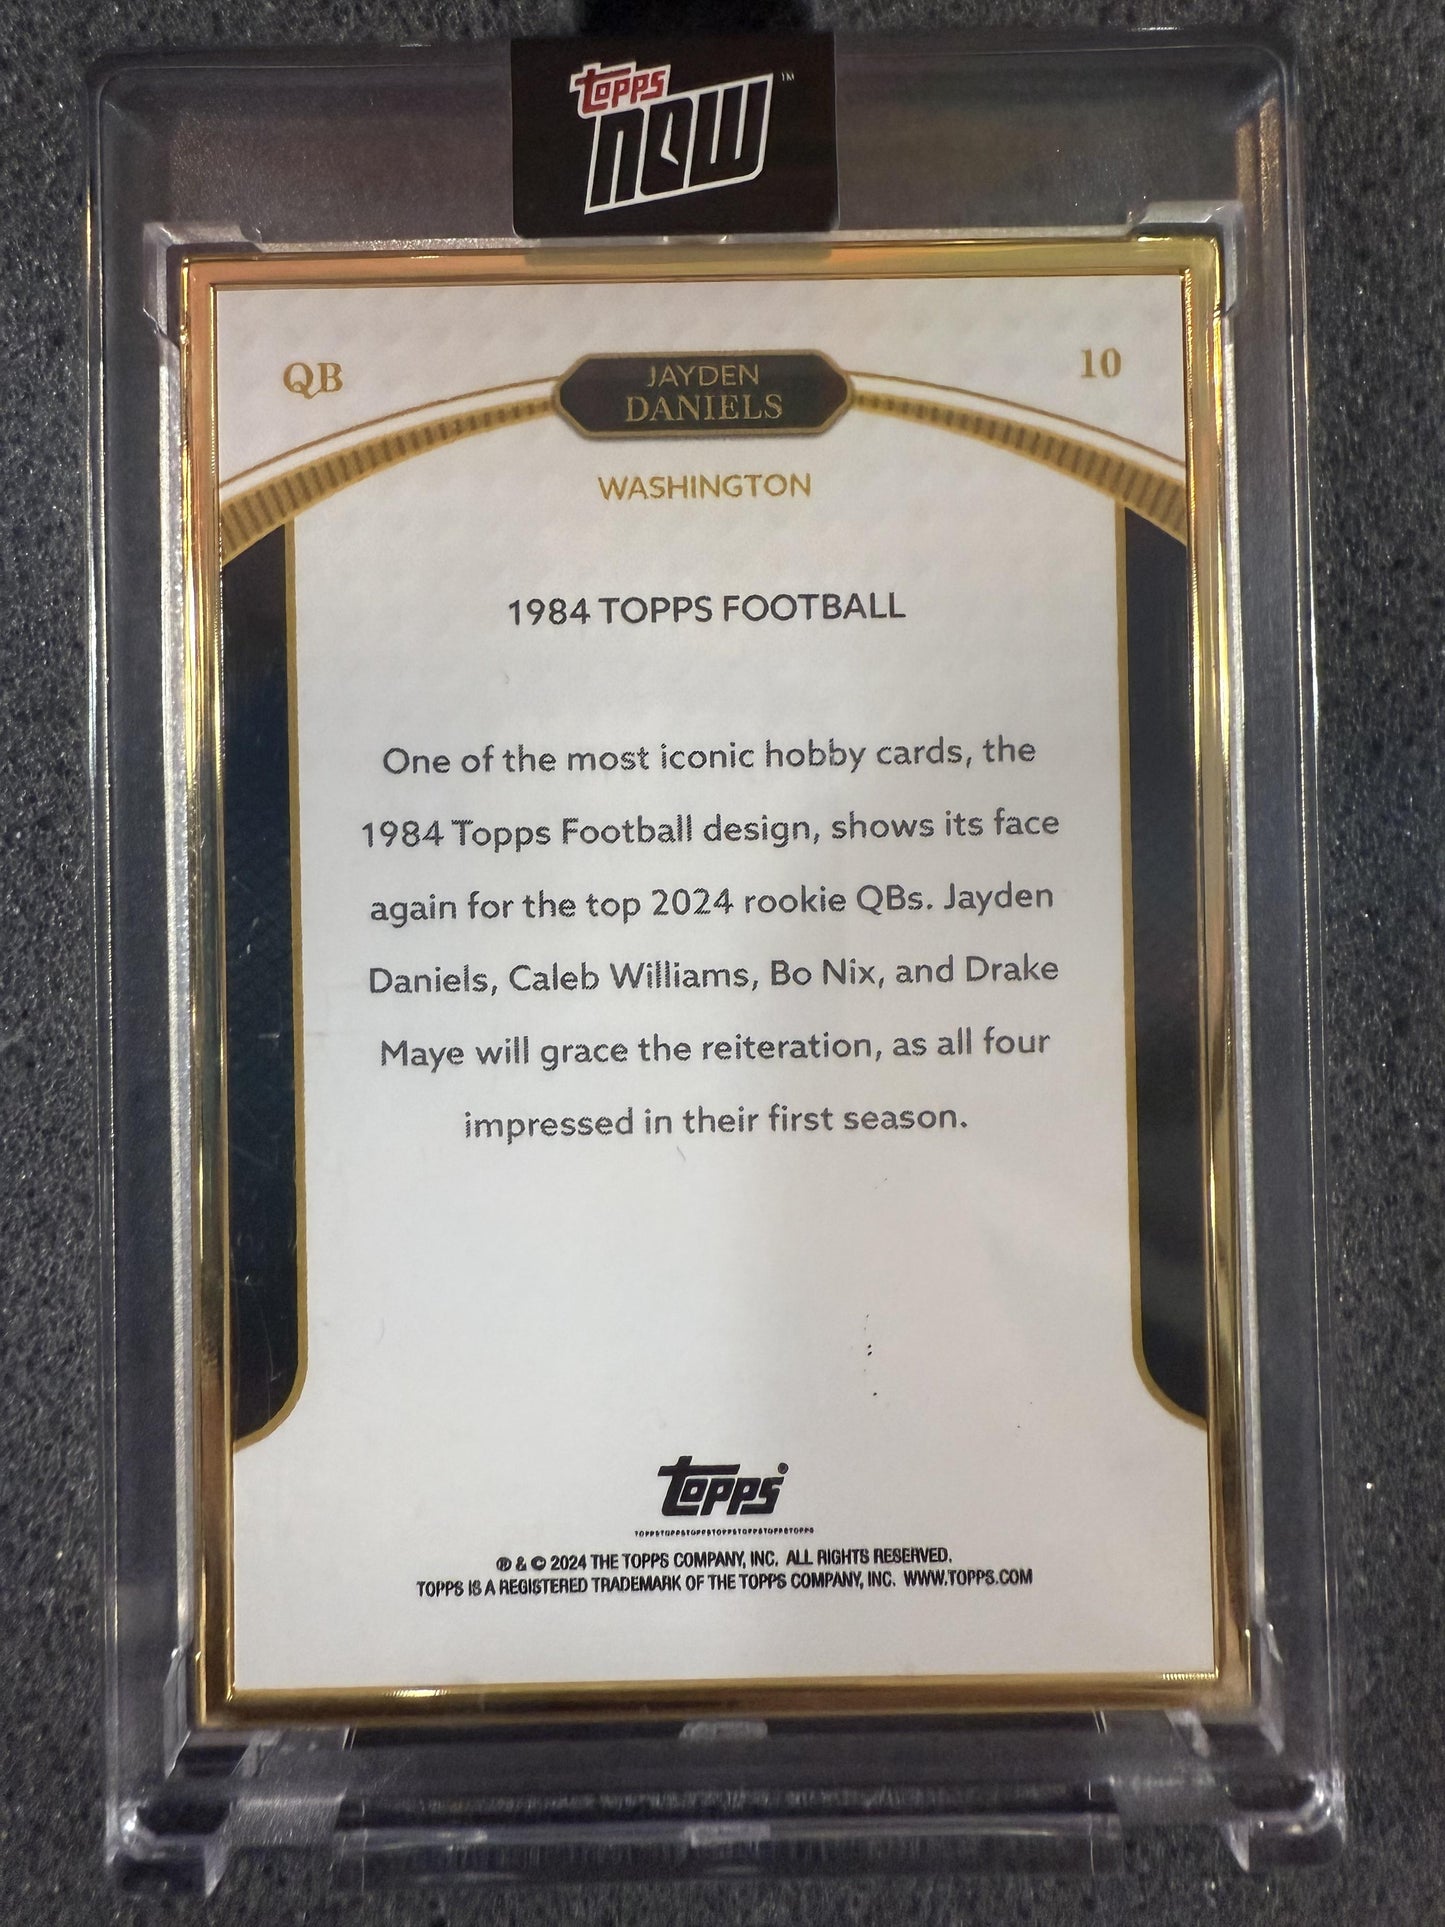 topps
now™
QB
JAYDEN
DANIELS
10
WASHINGTON
1984 TOPPS FOOTBALL
One of the most iconic hobby cards, the
1984 Topps Football design, shows its face
again for the top 2024 rookie QBs. Jayden
Daniels, Caleb Williams, Bo Nix, and Drake
Maye will grace the reiteration, as all four
impressed in their first season.
topps®
TOPPSTOPPSTOPPSTOPPSTOPPSTOPPSTOPPS
® & © 2024 THE TOPPS COMPANY, INC. ALL RIGHTS RESERVED.
TOPPS IS A REGISTERED TRADEMARK OF THE TOPPS COMPANY, INC. WWW.TOPPS.COM